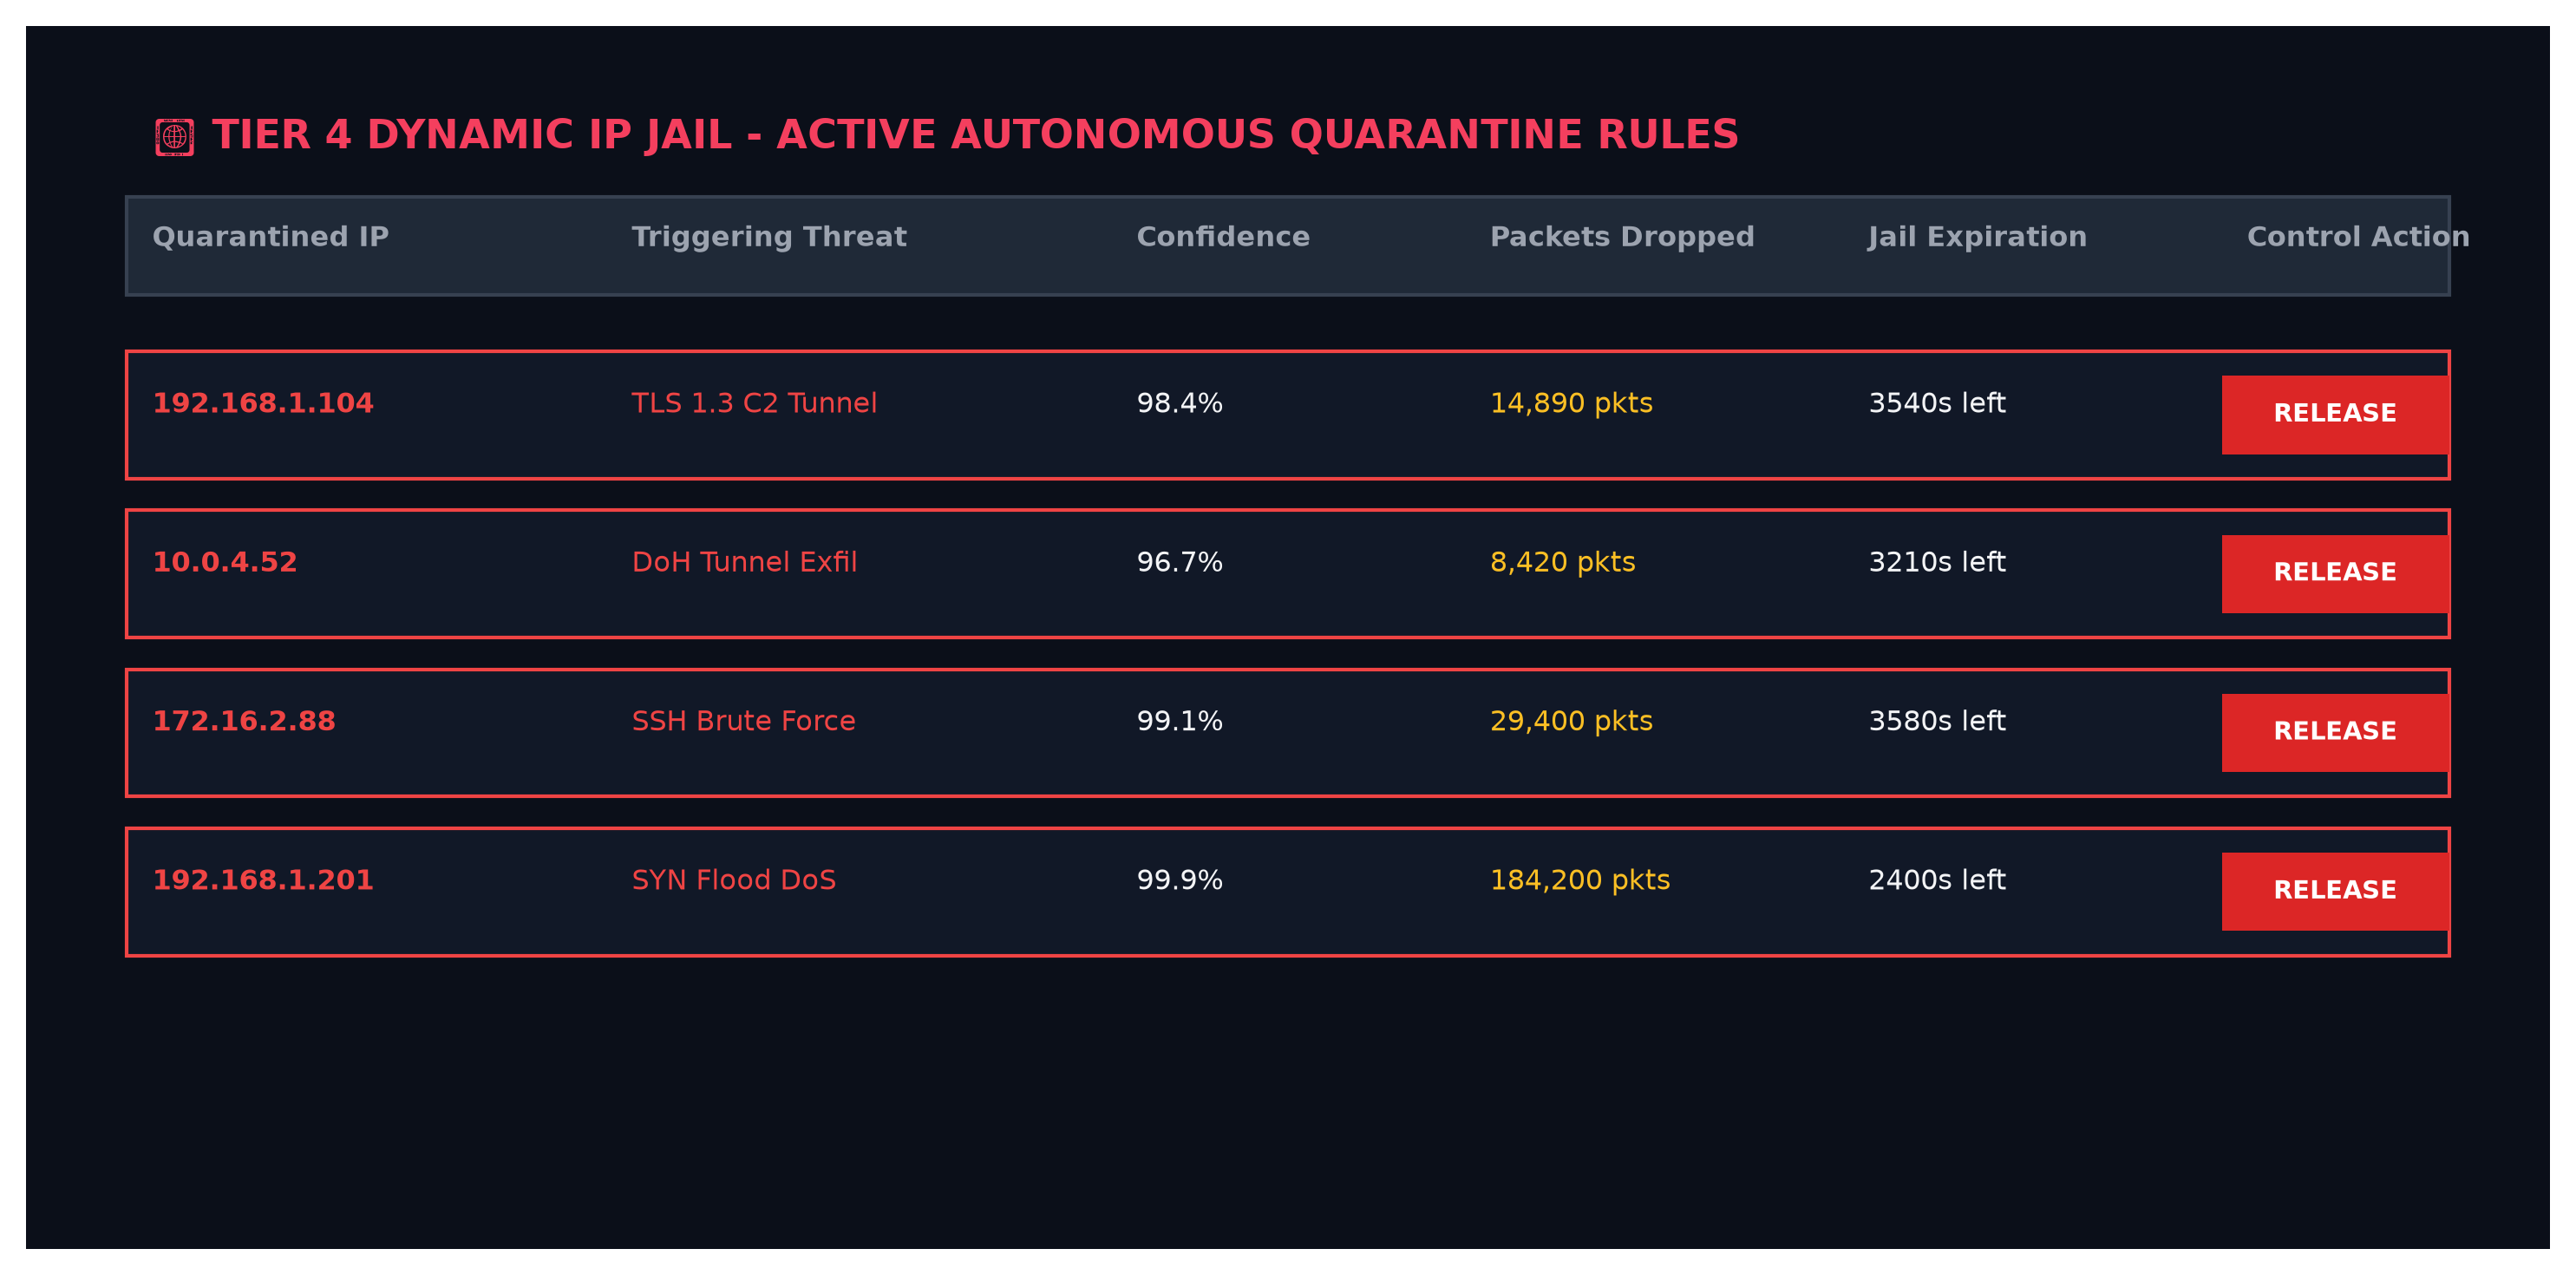 TIER 4 DYNAMIC IP JAIL - ACTIVE AUTONOMOUS QUARANTINE RULES
Quarantined IP Triggering Threat Confidence Packets Dropped Jail Expiration Control Action
192.168.1.104 TLS 1.3 C2 Tunnel 98.4% 14,890 pkts 3540s left RELEASE
10.0.4.52 DoH Tunnel Exfil 96.7% 8,420 pkts 3210s left RELEASE
172.16.2.88 SSH Brute Force 99.1% 29,400 pkts 3580s left RELEASE
192.168.1.201 SYN Flood DoS 99.9% 184,200 pkts 2400s left RELEASE